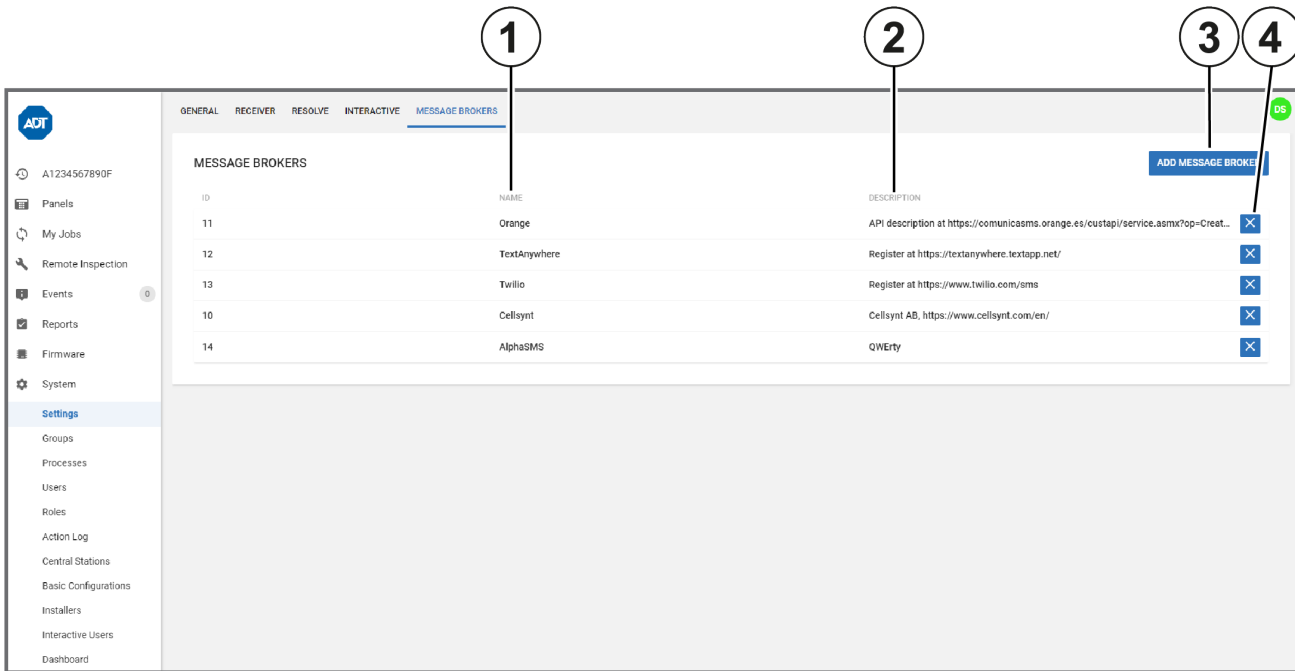 1 2 3 4
ADT
GENERAL RECEIVER RESOLVE INTERACTIVE MESSAGE BROKERS
DS
MESSAGE BROKERS
ADD MESSAGE BROKER
ID NAME DESCRIPTION
11 Orange API description at https://comunicasms.orange.es/custapi/service.asmx?op=Creat...
12 TextAnywhere Register at https://textanywhere.textapp.net/
13 Twilio Register at https://www.twilio.com/sms
10 Cellsynt Cellsynt AB, https://www.cellsynt.com/en/
14 AlphaSMS QWErty
A1234567890F
Panels
My Jobs
Remote Inspection
Events 0
Reports
Firmware
System
Settings
Groups
Processes
Users
Roles
Action Log
Central Stations
Basic Configurations
Installers
Interactive Users
Dashboard